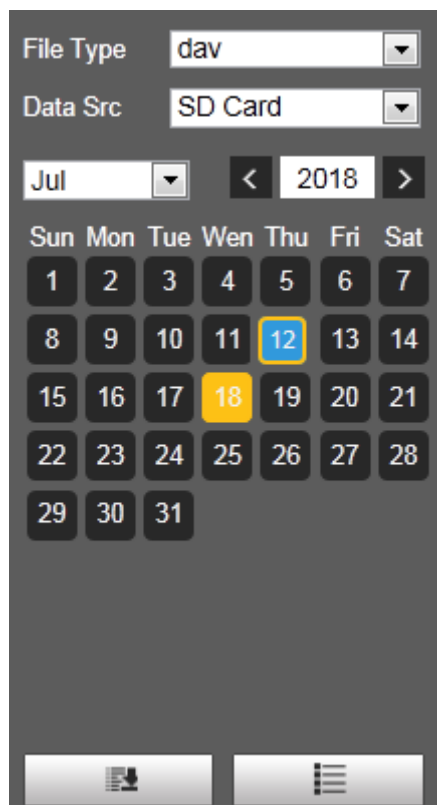 File Type dav
Data Src SD Card
Jul < 2018 >
Sun Mon Tue Wen Thu Fri Sat
1 2 3 4 5 6 7
8 9 10 11 12 13 14
15 16 17 18 19 20 21
22 23 24 25 26 27 28
29 30 31